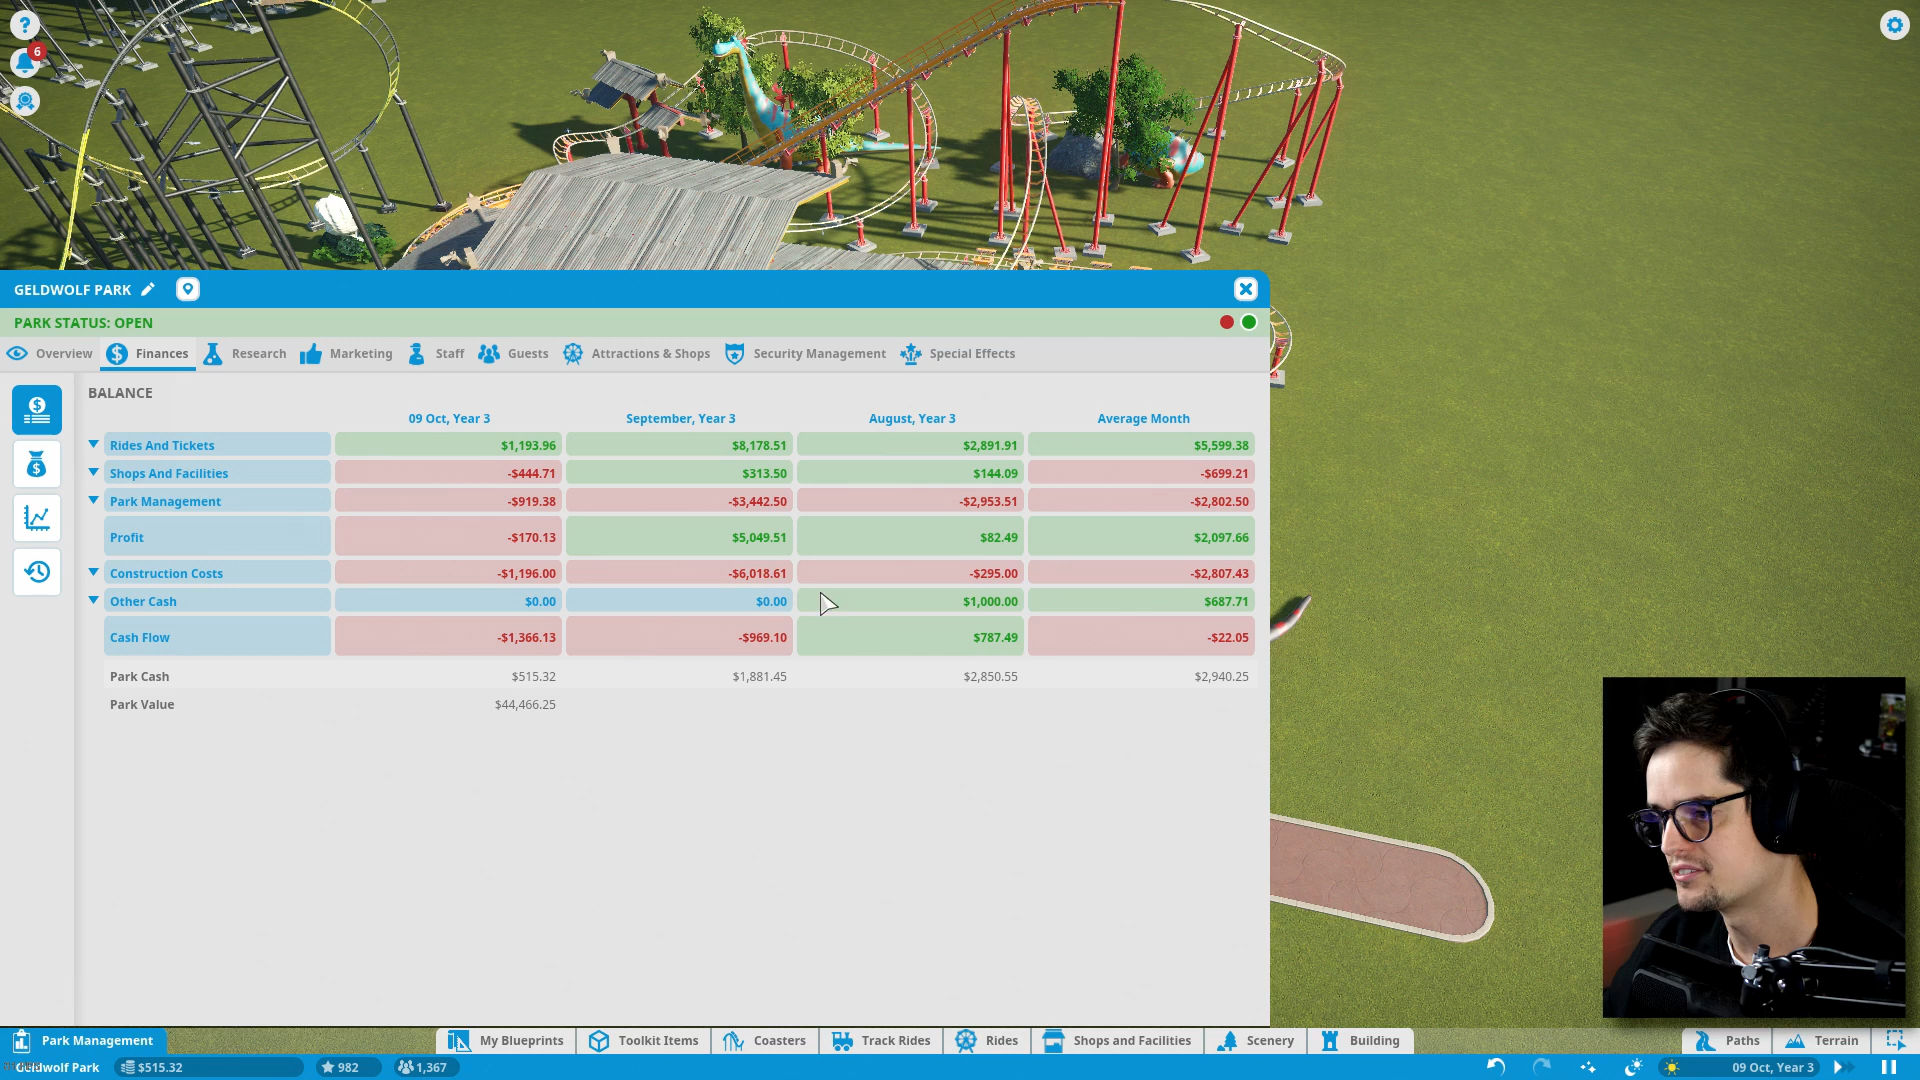 ?
6
GELDWOLF PARK
PARK STATUS: OPEN
Overview Finances Research Marketing Staff Guests Attractions & Shops Security Management Special Effects
BALANCE
09 Oct, Year 3 September, Year 3 August, Year 3 Average Month
Rides And Tickets $1,193.96 $8,178.51 $2,891.91 $5,599.38
Shops And Facilities -$444.71 $313.50 $144.09 -$699.21
Park Management -$919.38 -$3,442.50 -$2,953.51 -$2,802.50
Profit -$170.13 $5,049.51 $82.49 $2,097.66
Construction Costs -$1,196.00 -$6,018.61 -$295.00 -$2,807.43
Other Cash $0.00 $0.00 $1,000.00 $687.71
Cash Flow -$1,366.13 -$969.10 $787.49 -$22.05
Park Cash $515.32 $1,881.45 $2,850.55 $2,940.25
Park Value $44,466.25
Park Management My Blueprints Toolkit Items Coasters Track Rides Rides Shops and Facilities Scenery Building Paths Terrain
Geldwolf Park $515.32 982 1,367 09 Oct, Year 3